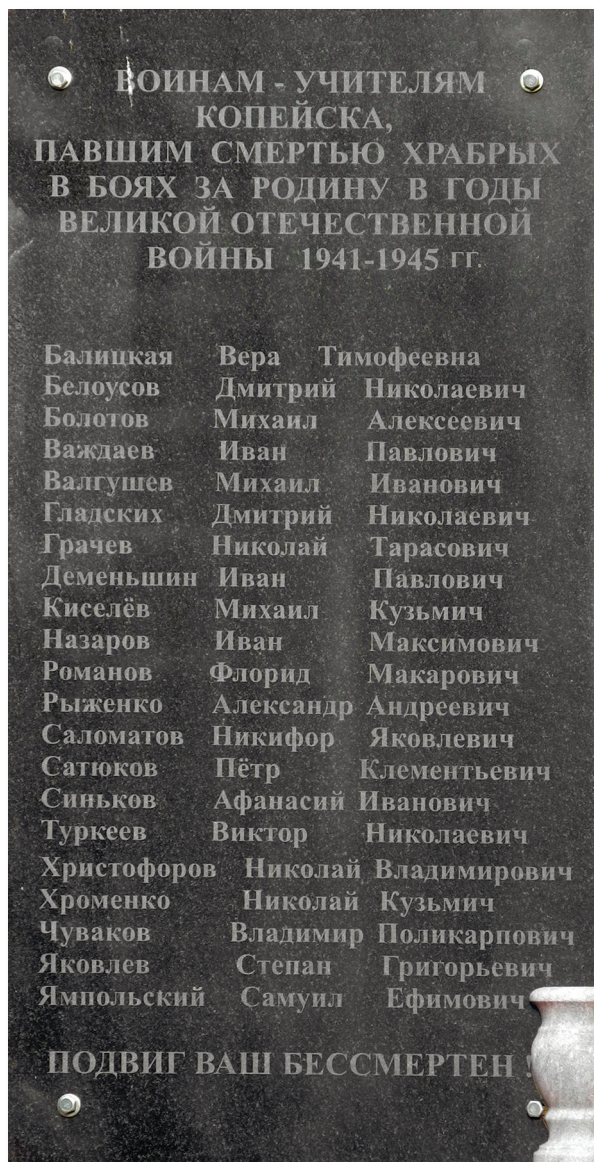 ВОИНАМ - УЧИТЕЛЯМ
КОПЕЙСКА,
ПАВШИМ СМЕРТЬЮ ХРАБРЫХ
В БОЯХ ЗА РОДИНУ В ГОДЫ
ВЕЛИКОЙ ОТЕЧЕСТВЕННОЙ
ВОЙНЫ 1941-1945 ГГ.
Балицкая Вера Тимофеевна
Белоусов Дмитрий Николаевич
Болотов Михаил Алексеевич
Важдаев Иван Павлович
Валгушев Михаил Иванович
Гладских Дмитрий Николаевич
Грачев Николай Тарасович
Деменьшин Иван Павлович
Киселёв Михаил Кузьмич
Назаров Иван Максимович
Романов Флорид Макарович
Рыженко Александр Андреевич
Саломатов Никифор Яковлевич
Сатюков Пётр Клементьевич
Синьков Афанасий Иванович
Туркеев Виктор Николаевич
Христофоров Николай Владимирович
Хроменко Николай Кузьмич
Чуваков Владимир Поликарпович
Яковлев Степан Григорьевич
Ямпольский Самуил Ефимович
ПОДВИГ ВАШ БЕССМЕРТЕН !